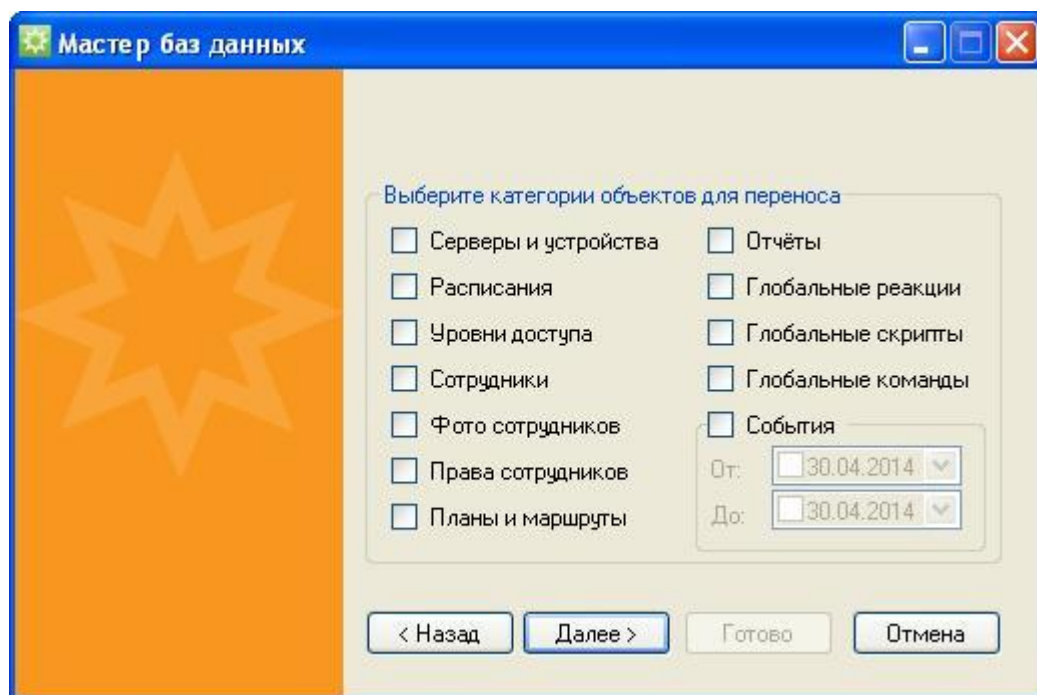 Мастер баз данных
Выберите категории объектов для переноса
Серверы и устройства
Расписания
Уровни доступа
Сотрудники
Фото сотрудников
Права сотрудников
Планы и маршруты
Отчёты
Глобальные реакции
Глобальные скрипты
Глобальные команды
События
От: 30.04.2014
До: 30.04.2014
< Назад Далее > Готово Отмена